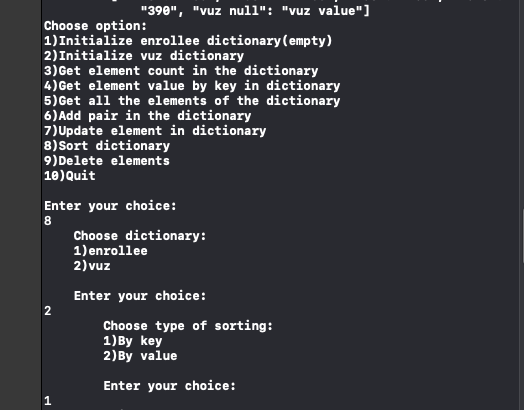 "390", "vuz null": "vuz value"]
Choose option:
1)Initialize enrollee dictionary(empty)
2)Initialize vuz dictionary
3)Get element count in the dictionary
4)Get element value by key in dictionary
5)Get all the elements of the dictionary
6)Add pair in the dictionary
7)Update element in dictionary
8)Sort dictionary
9)Delete elements
10)Quit
Enter your choice:
8
Choose dictionary:
1)enrollee
2)vuz
Enter your choice:
2
Choose type of sorting:
1)By key
2)By value
Enter your choice:
1